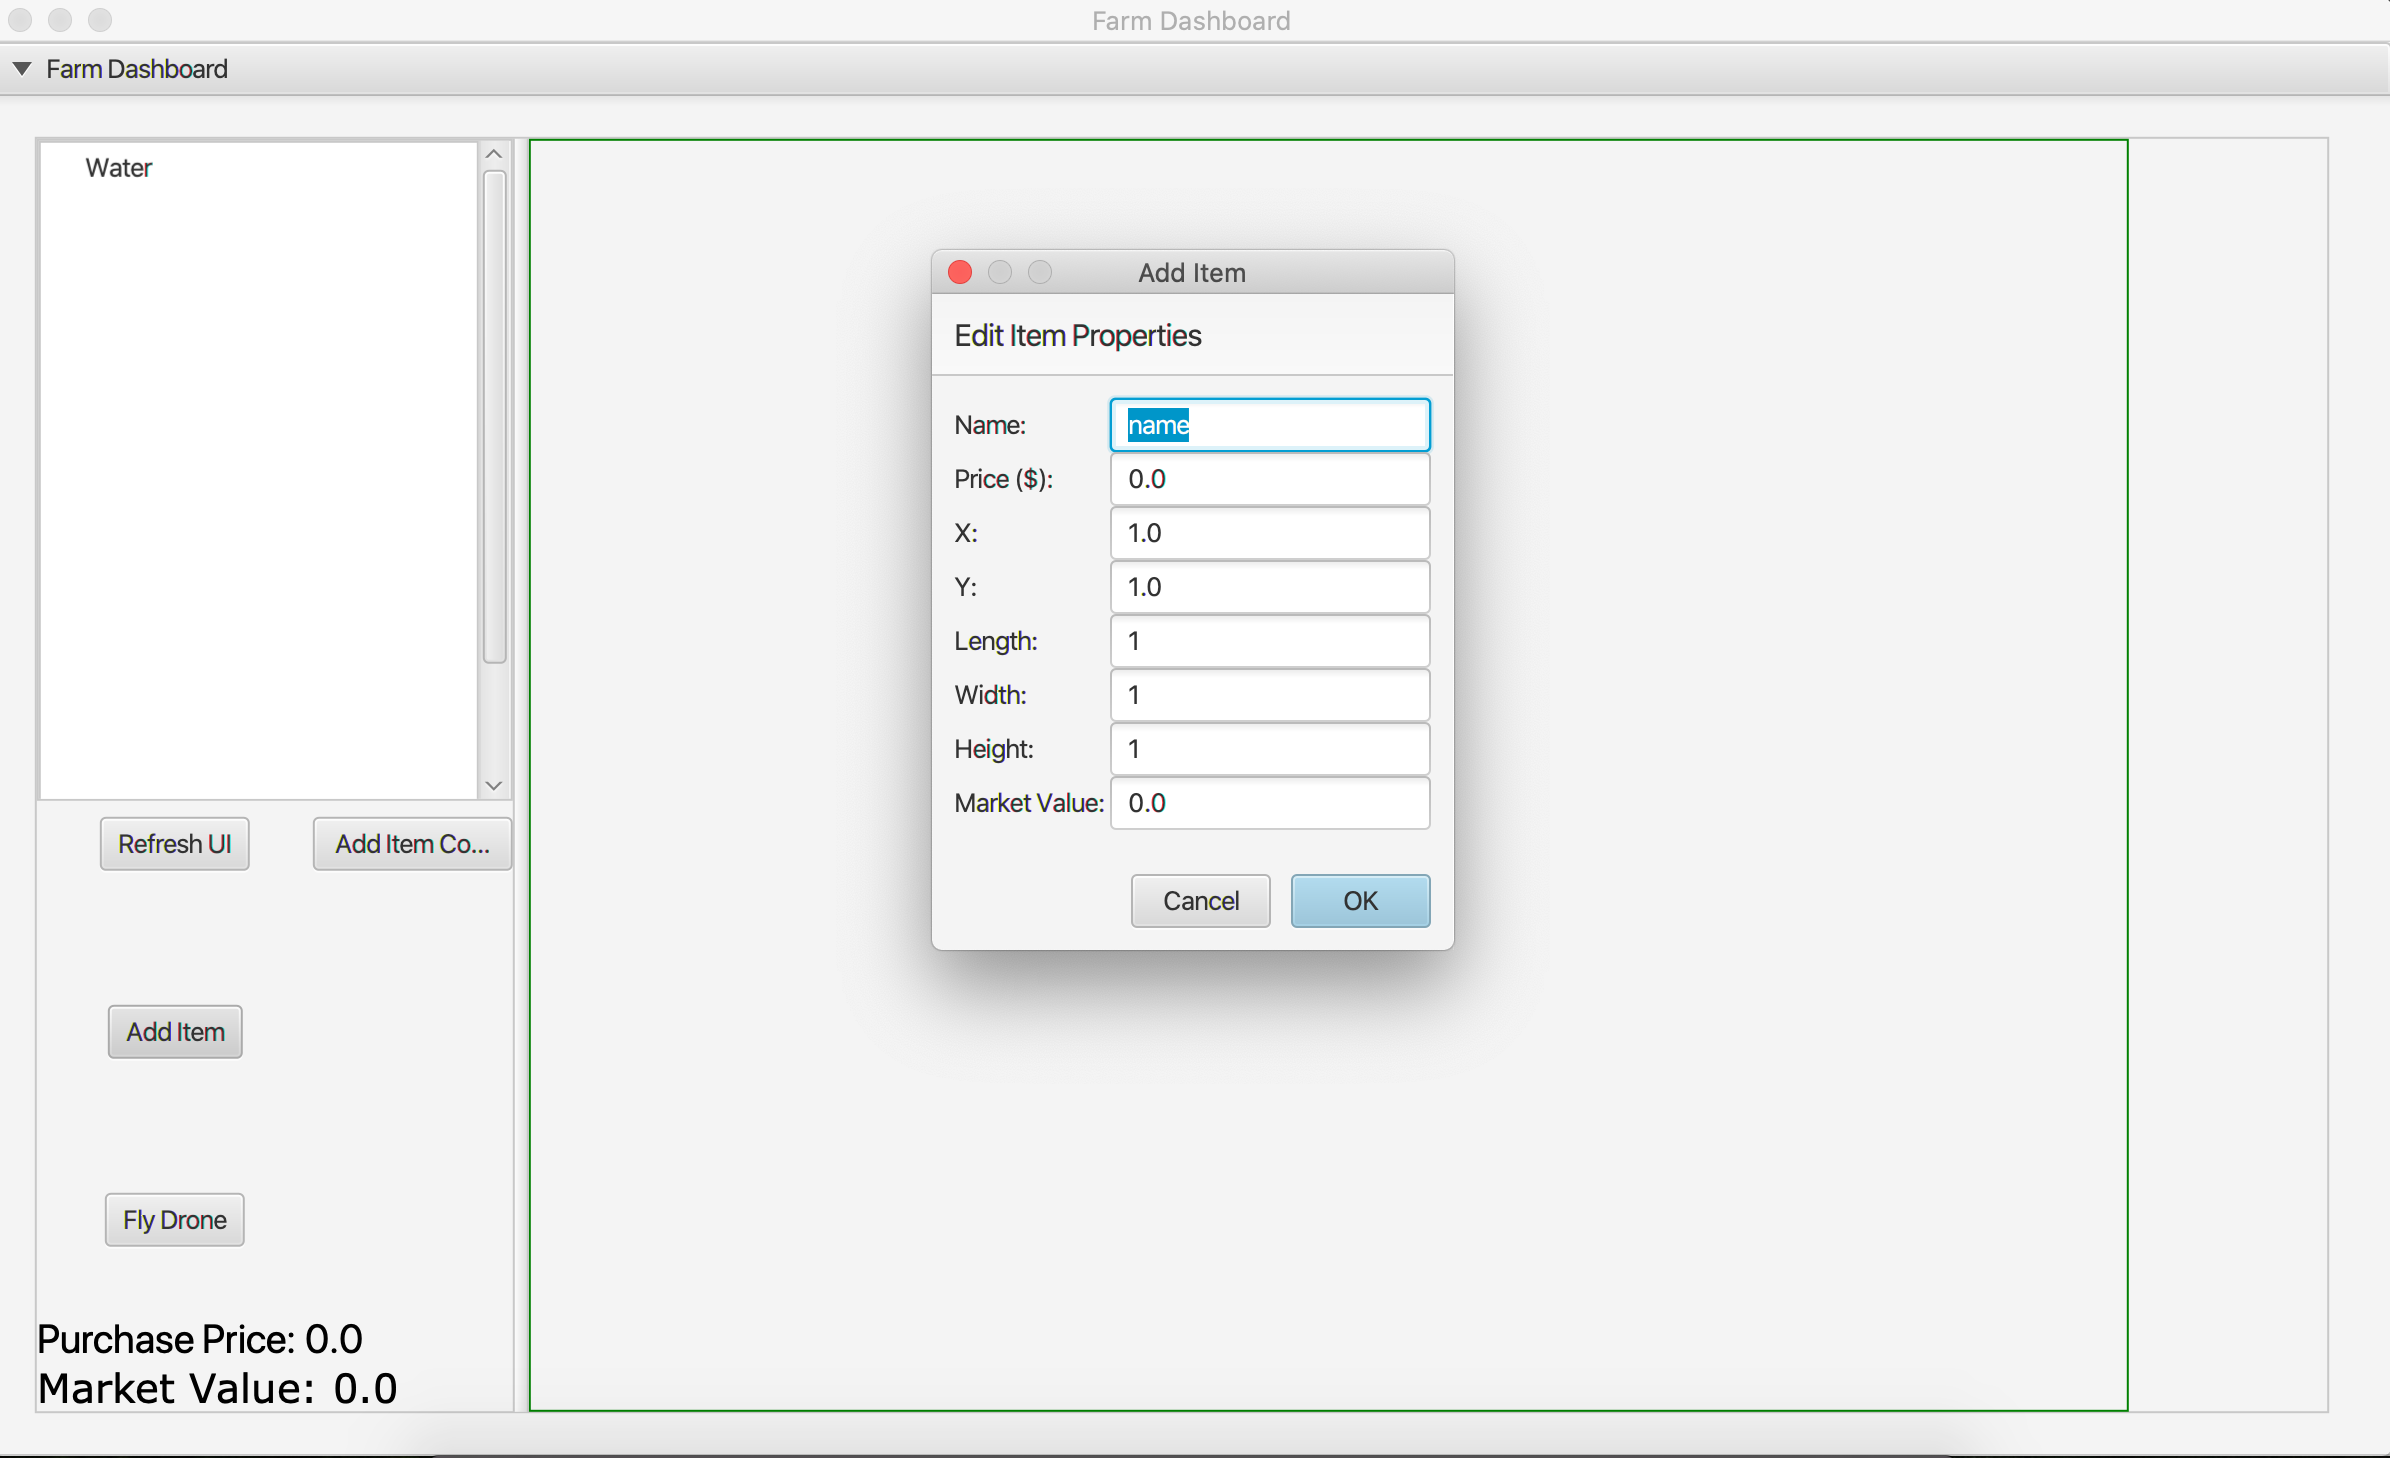 Farm Dashboard
Farm Dashboard
Water
Refresh UI
Add Item Co...
Add Item
Fly Drone
Purchase Price: 0.0
Market Value: 0.0
Add Item
Edit Item Properties
Name: name
Price ($): 0.0
X: 1.0
Y: 1.0
Length: 1
Width: 1
Height: 1
Market Value: 0.0
Cancel
OK